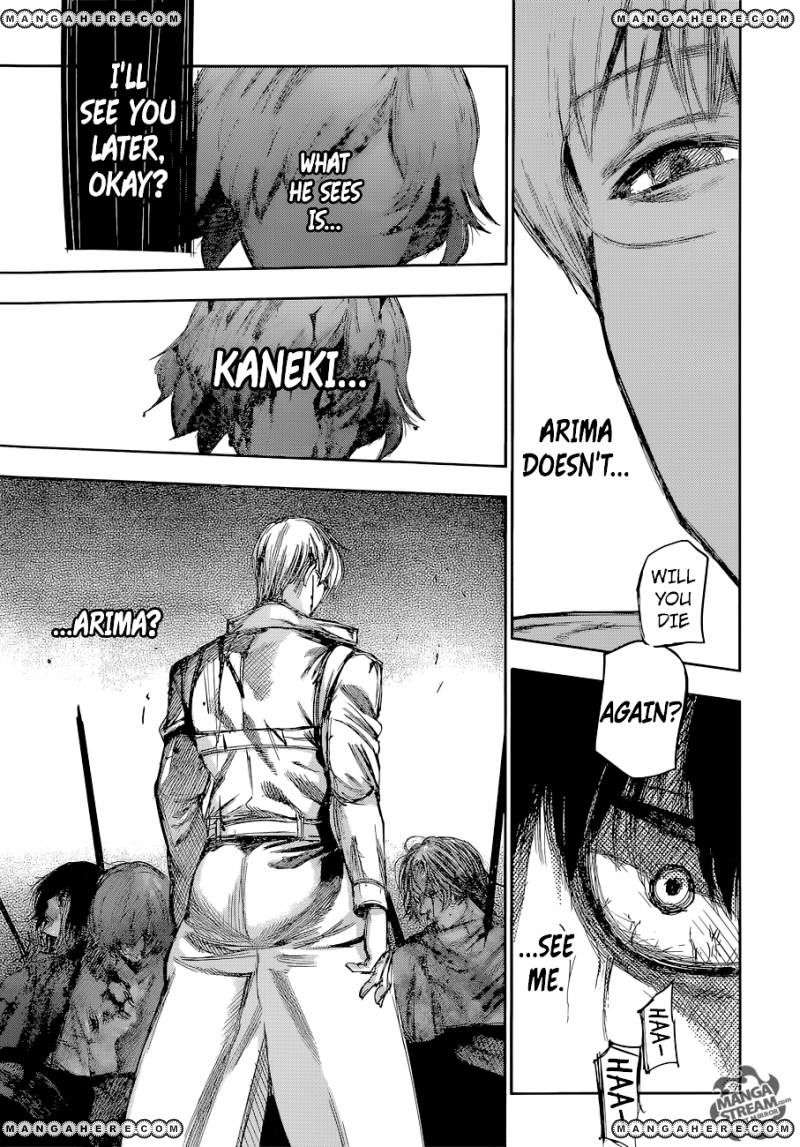 MANGAHERE.COM
MANGAHERE.COM
ARIMA
DOESN'T...
WILL
YOU
DIE
AGAIN?
...SEE
ME.
HAA-
HAA-
I'LL
SEE YOU
LATER,
OKAY?
WHAT
HE SEES
IS...
KANEKI...
...ARIMA?
MANGA
STREAM.com
MANGAHERE.COM
MANGAHERE.COM